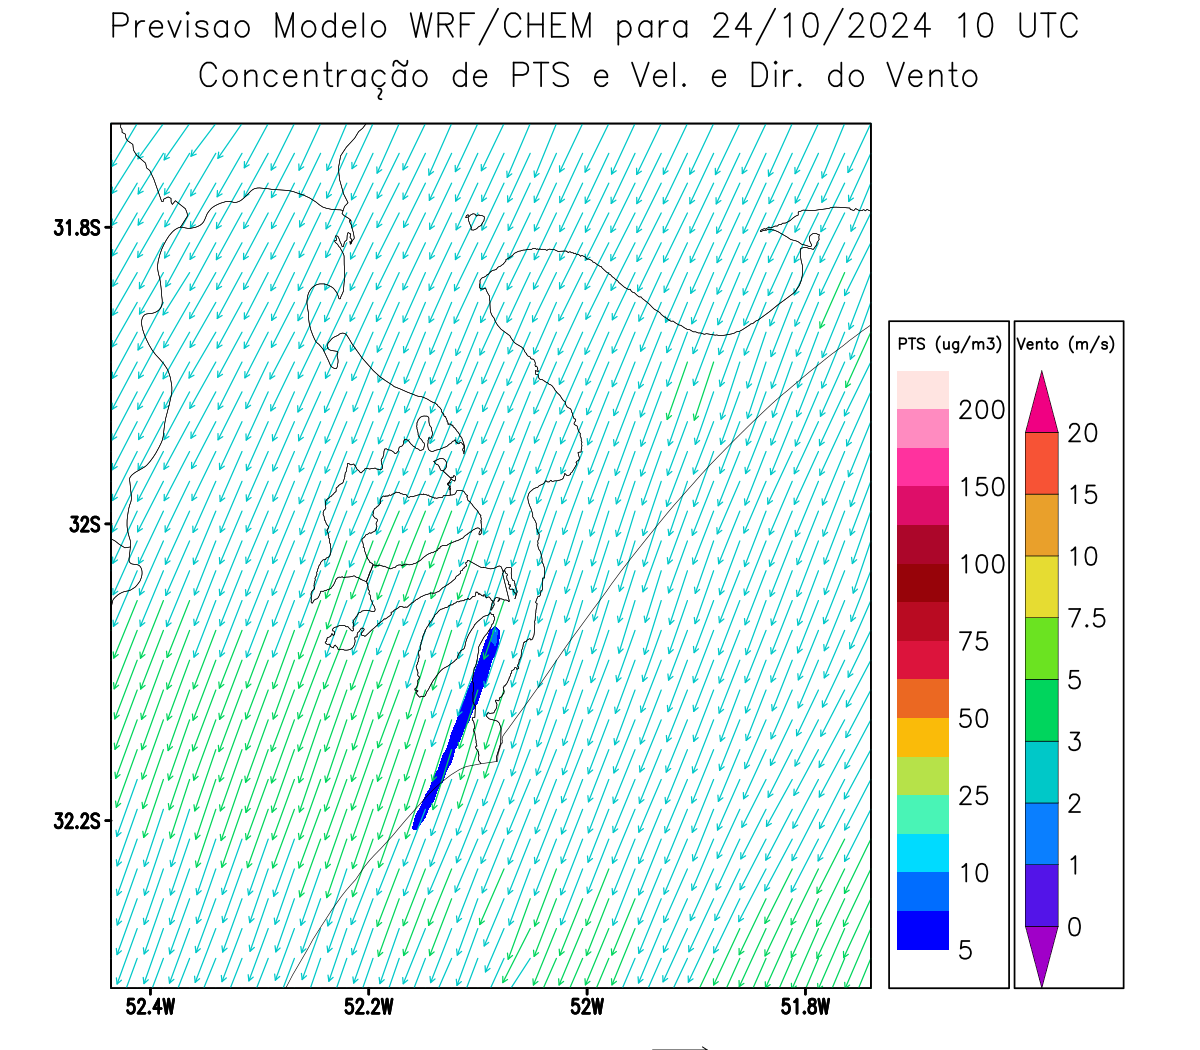 Previsao Modelo WRF/CHEM para 24/10/2024 10 UTC
Concentração de PTS e Vel. e Dir. do Vento
31.8S
32S
32.2S
52.4W
52.2W
52W
51.8W
PTS (ug/m3)
200
150
100
75
50
25
10
5
Vento (m/s)
20
15
10
7.5
5
3
2
1
0